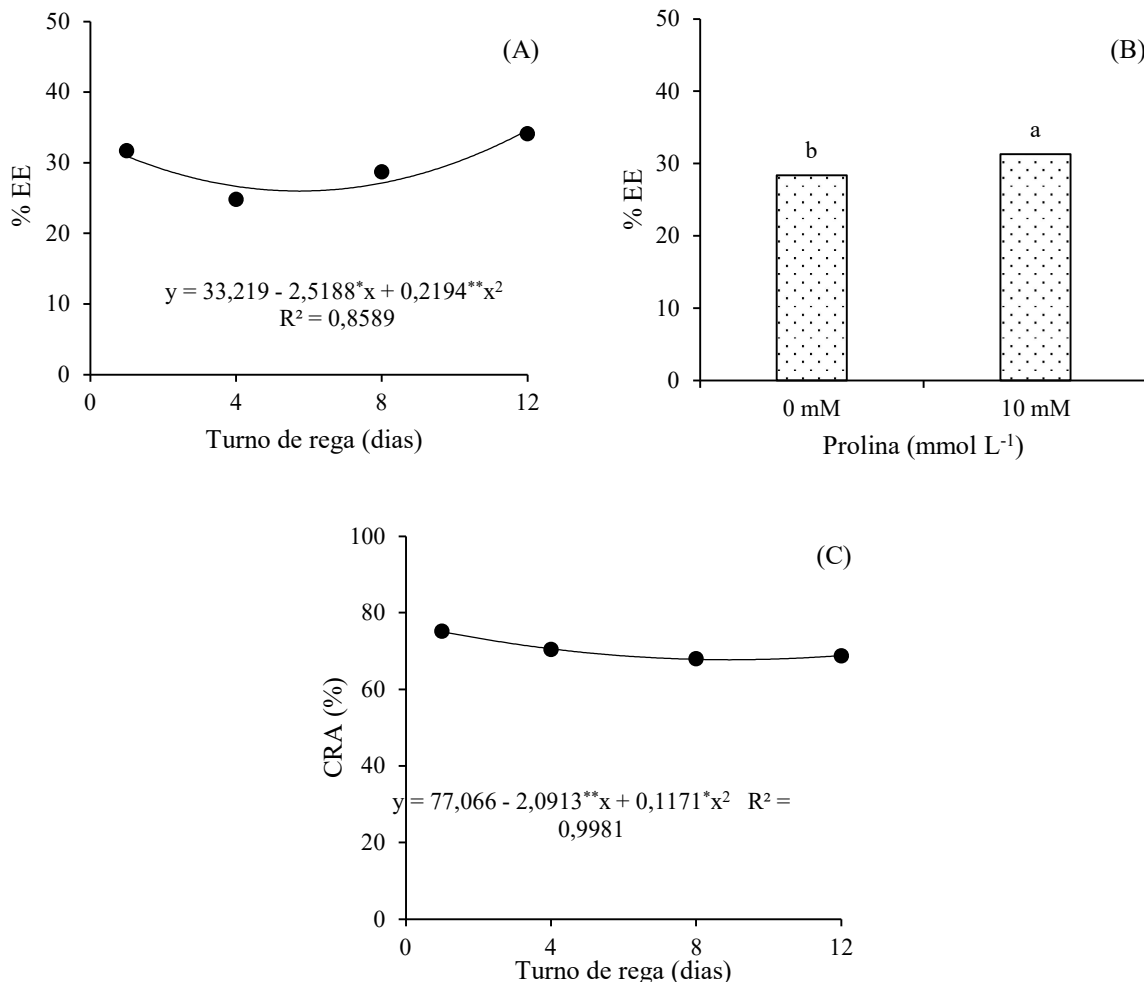 50
40
30
20
10
0
% EE
(A)
y = 33,219 - 2,5188*x + 0,2194**x²
R² = 0,8589
0
4
8
12
Turno de rega (dias)
50
40
30
20
10
0
% EE
(B)
b
a
0 mM
10 mM
Prolina (mmol L⁻¹)
100
80
60
40
20
0
CRA (%)
(C)
y = 77,066 - 2,0913**x + 0,1171*x² R² =
0,9981
0
4
8
12
Turno de rega (dias)